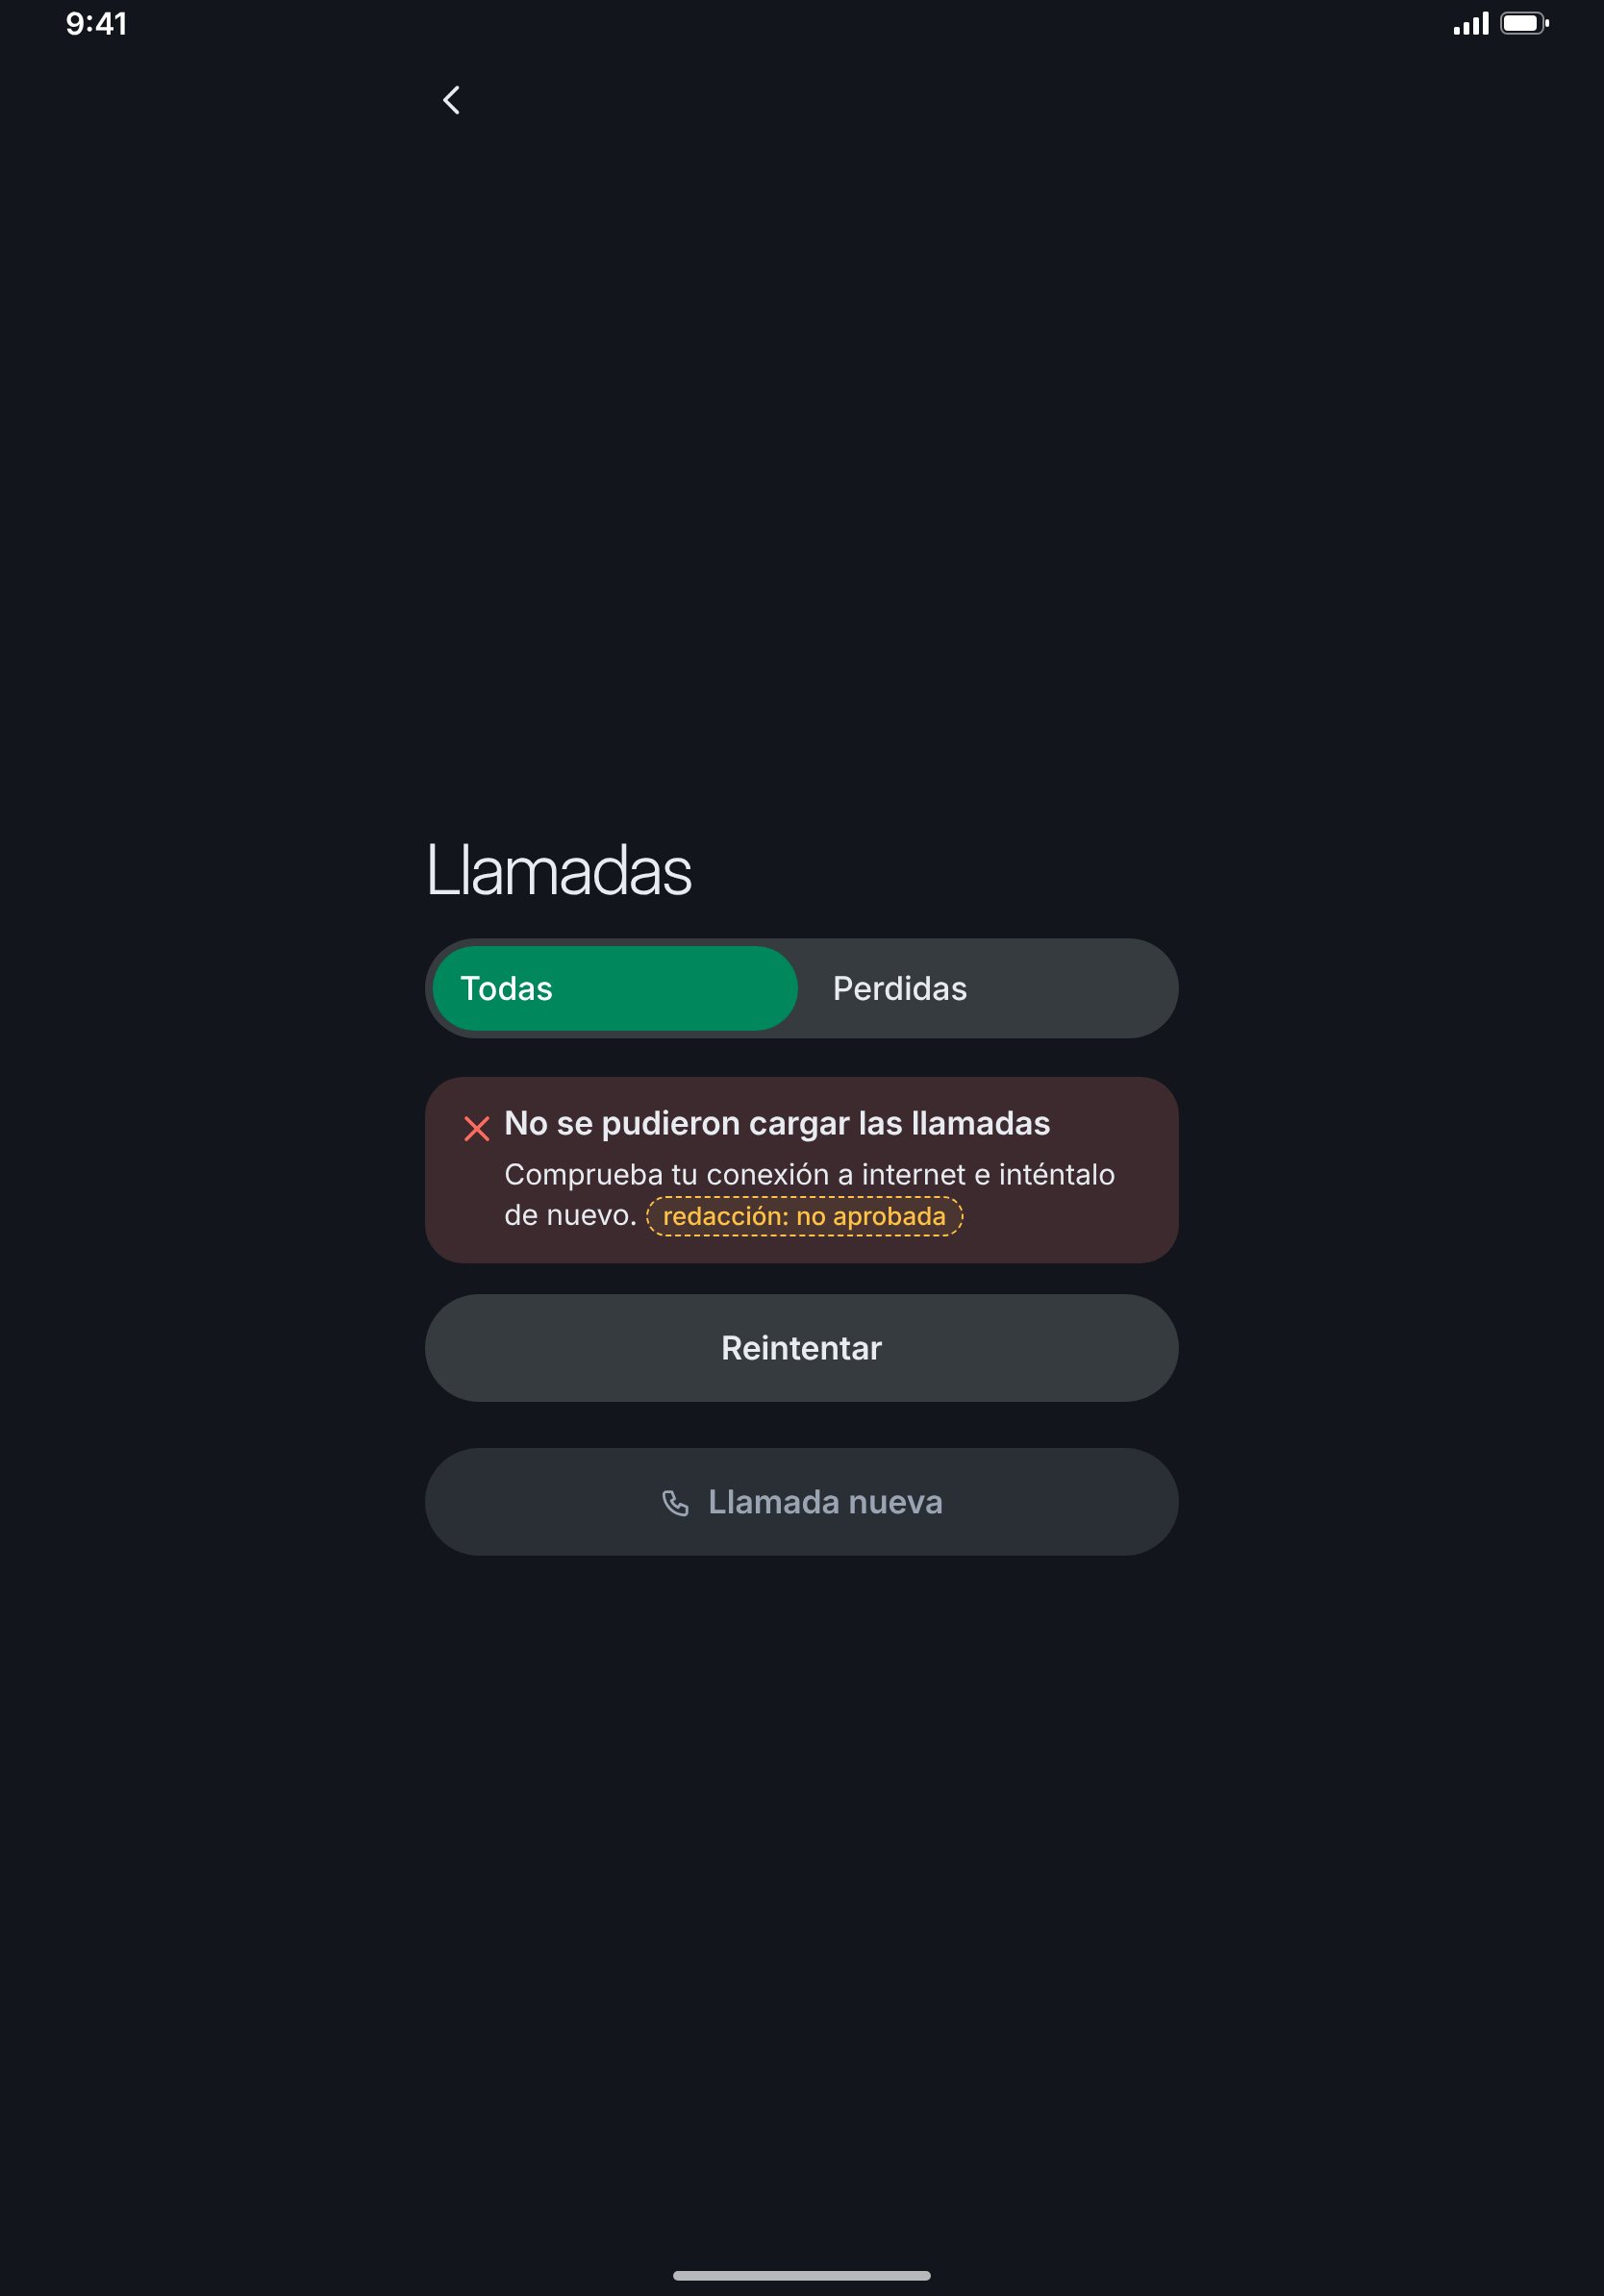 9:41
Llamadas
Todas
Perdidas
No se pudieron cargar las llamadas
Comprueba tu conexión a internet e inténtalo
de nuevo. redacción: no aprobada
Reintentar
Llamada nueva